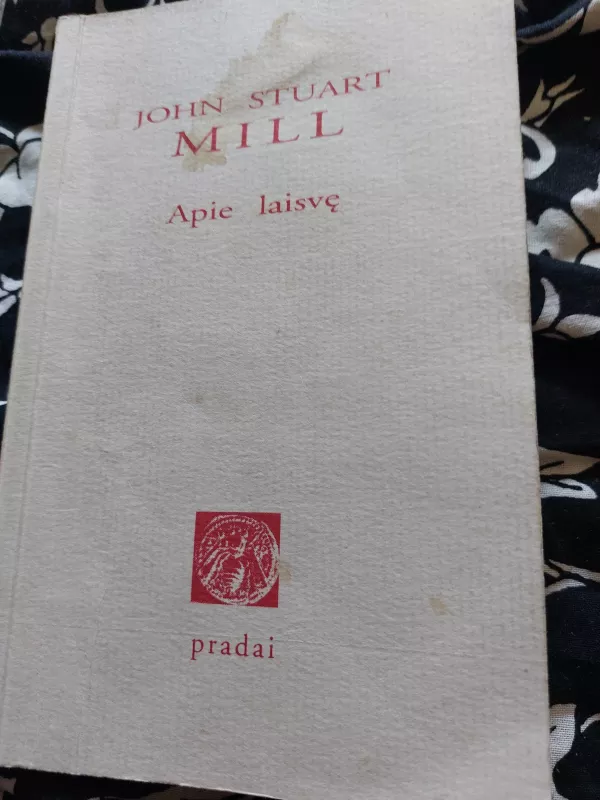 JOHN STUART
MILL
Apie laisvę
pradai